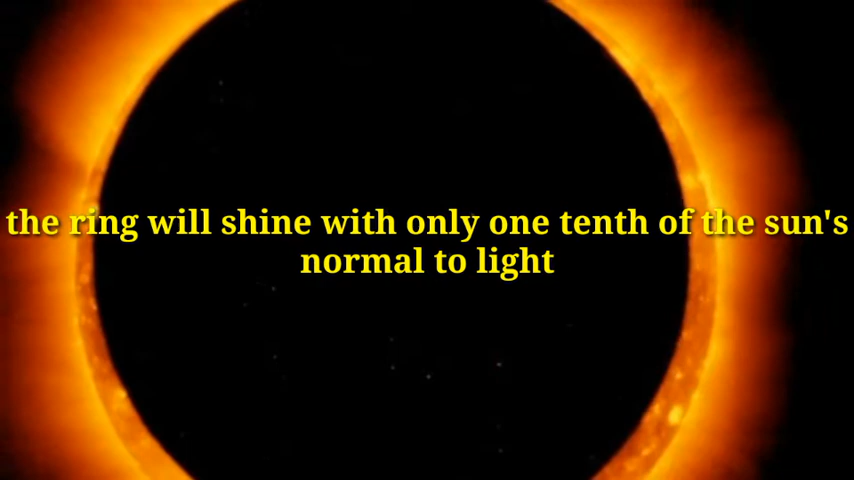 the ring will shine with only one tenth of the sun's
normal to light